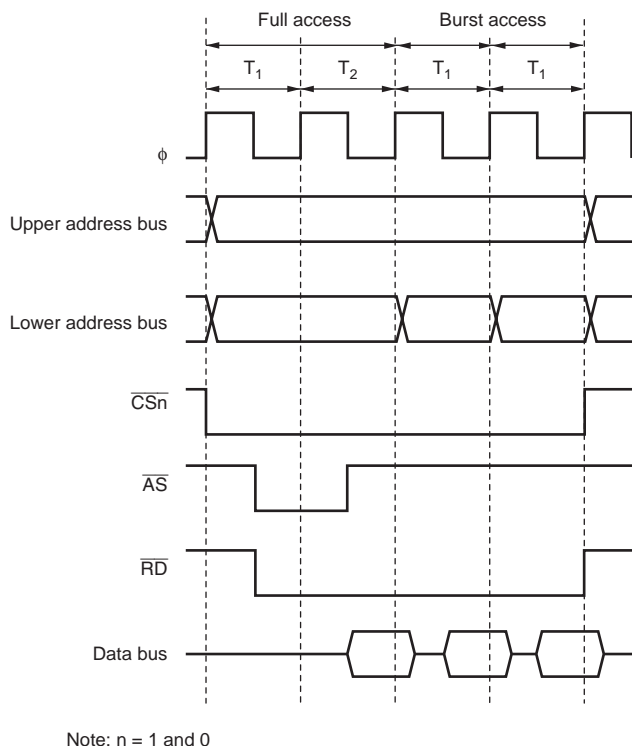 Full access Burst access
T1 T2 T1 T1
ϕ
Upper address bus
Lower address bus
CSn
AS
RD
Data bus
Note: n = 1 and 0